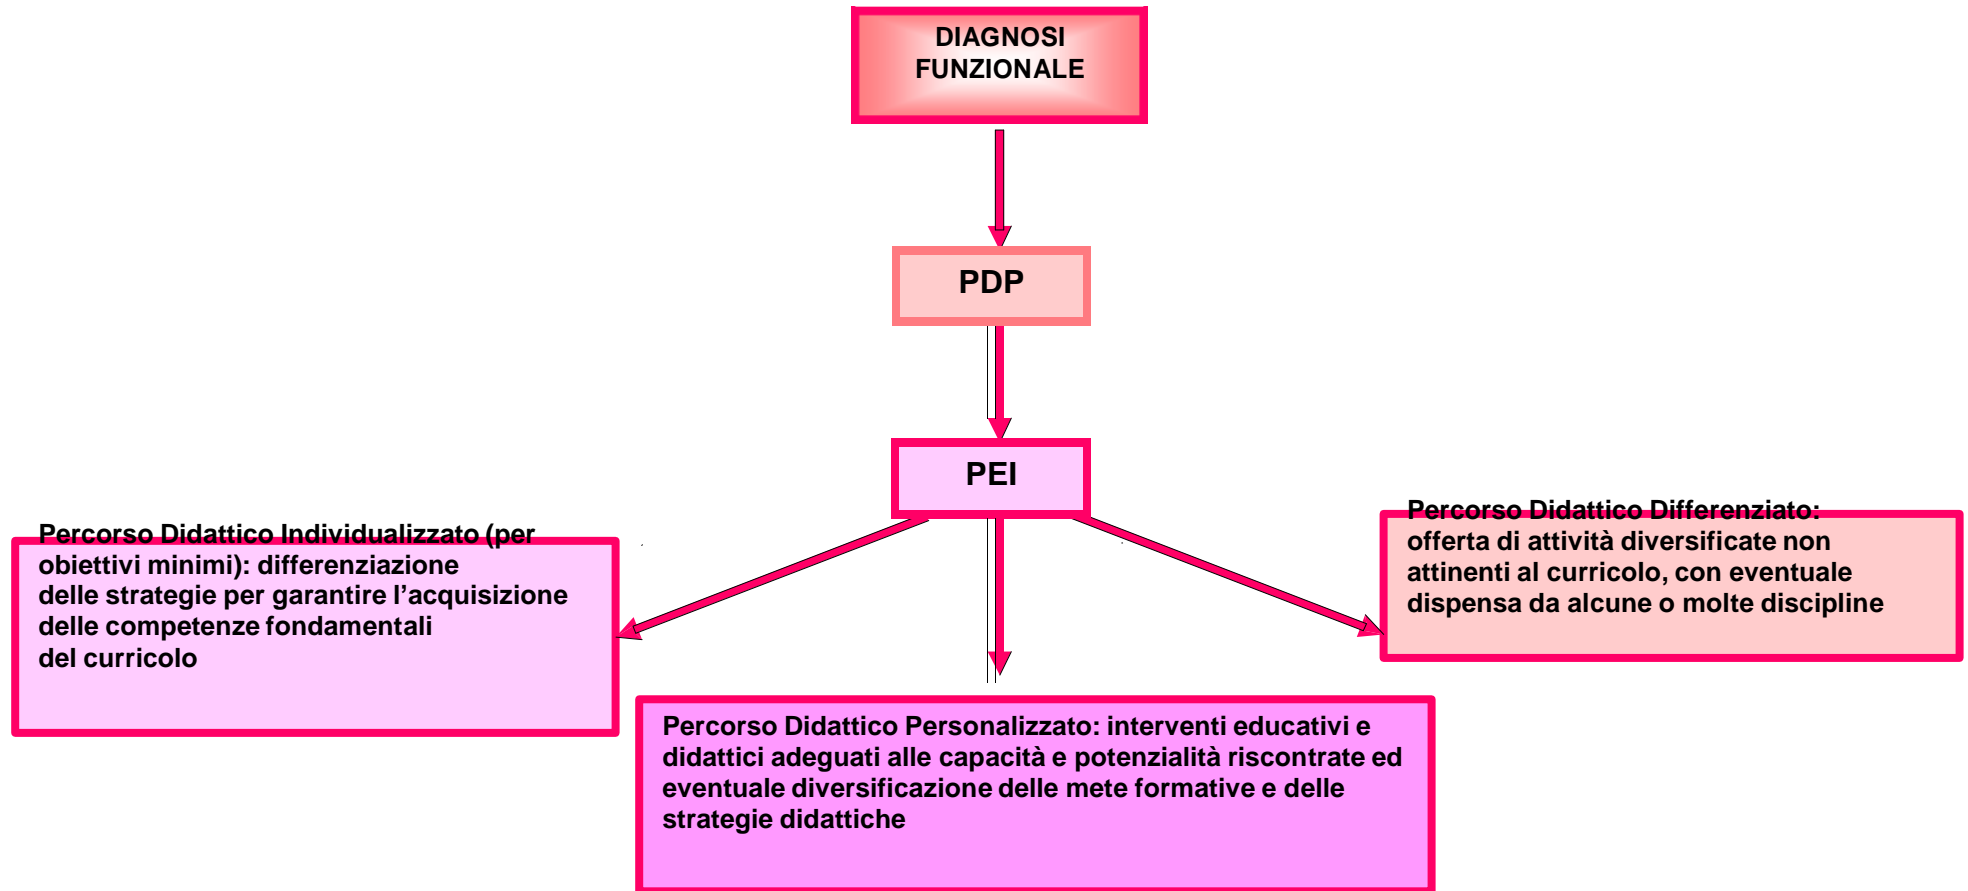 DIAGNOSI
FUNZIONALE
PDP
PEI
Percorso Didattico Individualizzato (per
obiettivi minimi): differenziazione
delle strategie per garantire l’acquisizione
delle competenze fondamentali
del curricolo
Percorso Didattico Personalizzato: interventi educativi e
didattici adeguati alle capacità e potenzialità riscontrate ed
eventuale diversificazione delle mete formative e delle
strategie didattiche
Percorso Didattico Differenziato:
offerta di attività diversificate non
attinenti al curricolo, con eventuale
dispensa da alcune o molte discipline